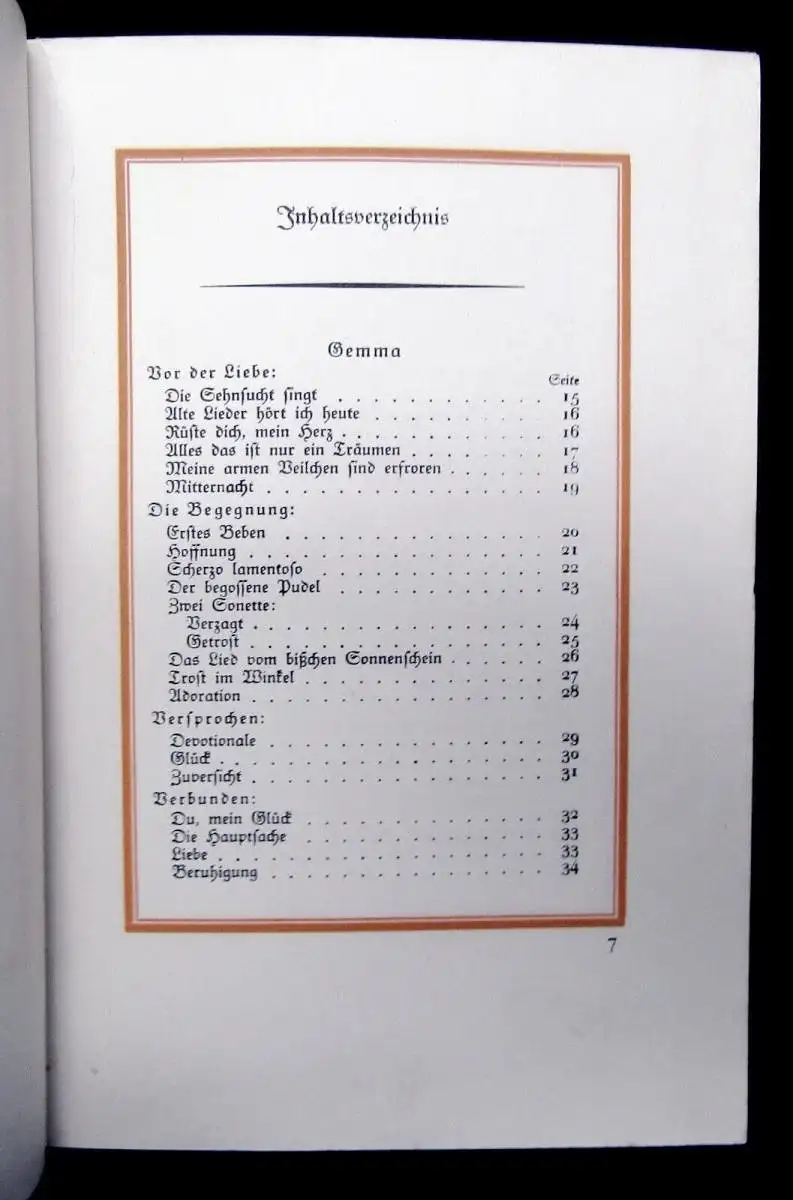 Inhaltsverzeichnis
Gemma
Vor der Liebe:
Seite
Die Sehnſucht ſingt . . . . . . . . . . . . 15
Alte Lieder hört ich heute . . . . . . . . . . 16
Rüſte dich, mein Herz . . . . . . . . . . . 16
Alles das iſt nur ein Träumen . . . . . . . . 17
Meine armen Veilchen ſind erfroren . . . . . . 18
Mitternacht . . . . . . . . . . . . . . . 19
Die Begegnung:
Erſtes Beben . . . . . . . . . . . . . . 20
Hoffnung . . . . . . . . . . . . . . . . 21
Scherzo lamentoſo . . . . . . . . . . . . 22
Der begoſſene Pudel . . . . . . . . . . . 23
Zwei Sonette:
Verzagt . . . . . . . . . . . . . . . . 24
Getroſt . . . . . . . . . . . . . . . . 25
Das Lied vom bißchen Sonnenſchein . . . . . . 26
Troſt im Winkel . . . . . . . . . . . . . 27
Adoration . . . . . . . . . . . . . . . . 28
Verſprochen:
Devotionale . . . . . . . . . . . . . . . 29
Glück . . . . . . . . . . . . . . . . . 30
Zuverſicht . . . . . . . . . . . . . . . . 31
Verbunden:
Du, mein Glück . . . . . . . . . . . . . 32
Die Hauptſache . . . . . . . . . . . . . 33
Liebe . . . . . . . . . . . . . . . . . . 33
Beruhigung . . . . . . . . . . . . . . . 34
7